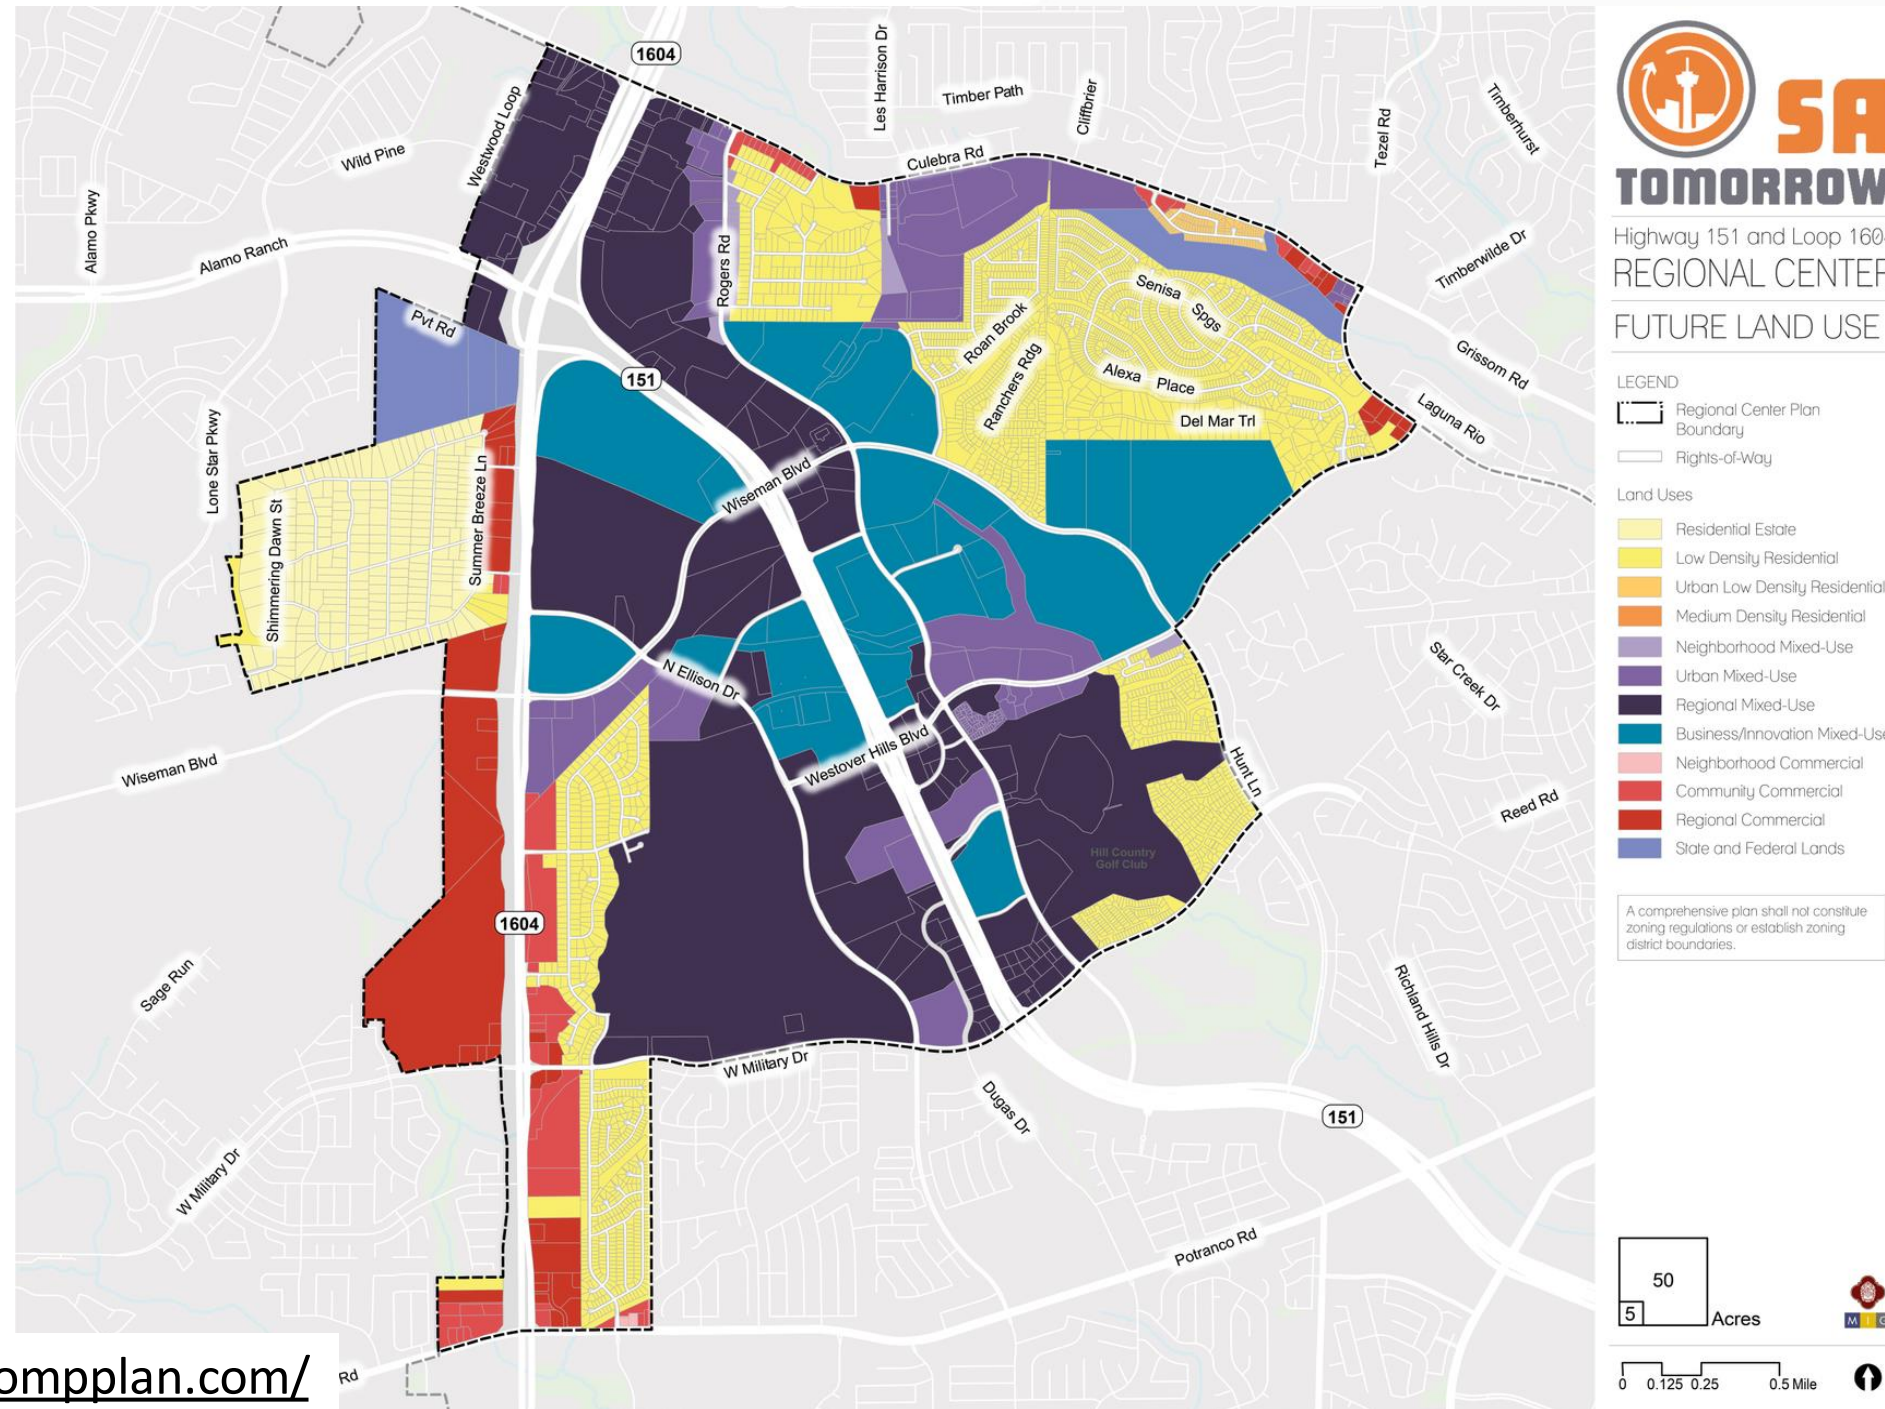 1604
Les Harrison Dr
Timber Path
Cliffbrier
Tezel Rd
Timberhurst
Westwood Loop
Wild Pine
Culebra Rd
Alamo Pkwy
Alamo Ranch
Rogers Rd
Timberwilde Dr
Senisa Spgs
Pvt Rd
Roan Brook
Grissom Rd
151
Ranchers Rdg
Alexa Place
Del Mar Trl
Laguna Rio
Lone Star Pkwy
Summer Breeze Ln
Wiseman Blvd
Shimmering Dawn St
N Ellison Dr
Star Creek Dr
Westover Hills Blvd
Wiseman Blvd
Hunt Ln
Reed Rd
Hill Country
Golf Club
1604
Sage Run
Richland Hills Dr
W Military Dr
Dugas Dr
151
W Military Dr
Potranco Rd
Rd
ompplan.com/
SA
TOMORROW
Highway 151 and Loop 160
REGIONAL CENTER
FUTURE LAND USE
LEGEND
Regional Center Plan
Boundary
Rights-of-Way
Land Uses
Residential Estate
Low Density Residential
Urban Low Density Residential
Medium Density Residential
Neighborhood Mixed-Use
Urban Mixed-Use
Regional Mixed-Use
Business/Innovation Mixed-Use
Neighborhood Commercial
Community Commercial
Regional Commercial
State and Federal Lands
A comprehensive plan shall not constitute
zoning regulations or establish zoning
district boundaries.
50
5
Acres
M I G
0 0.125 0.25 0.5 Mile